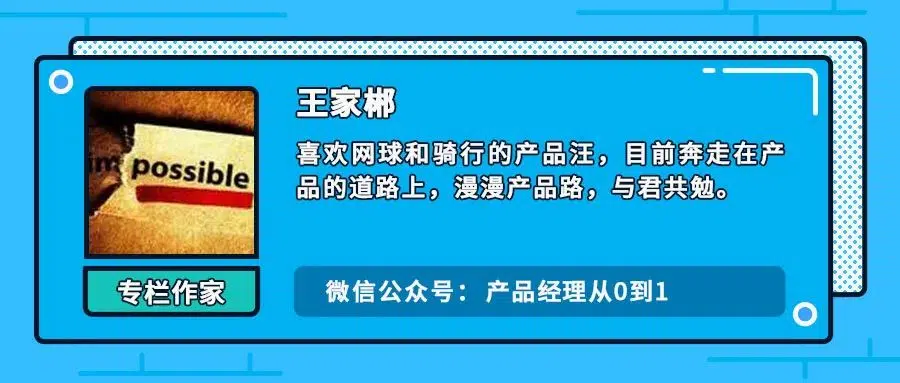 王家郴
喜欢网球和骑行的产品汪，目前奔走在产
品的道路上，漫漫产品路，与君共勉。
im possible
专栏作家
微信公众号：产品经理从0到1